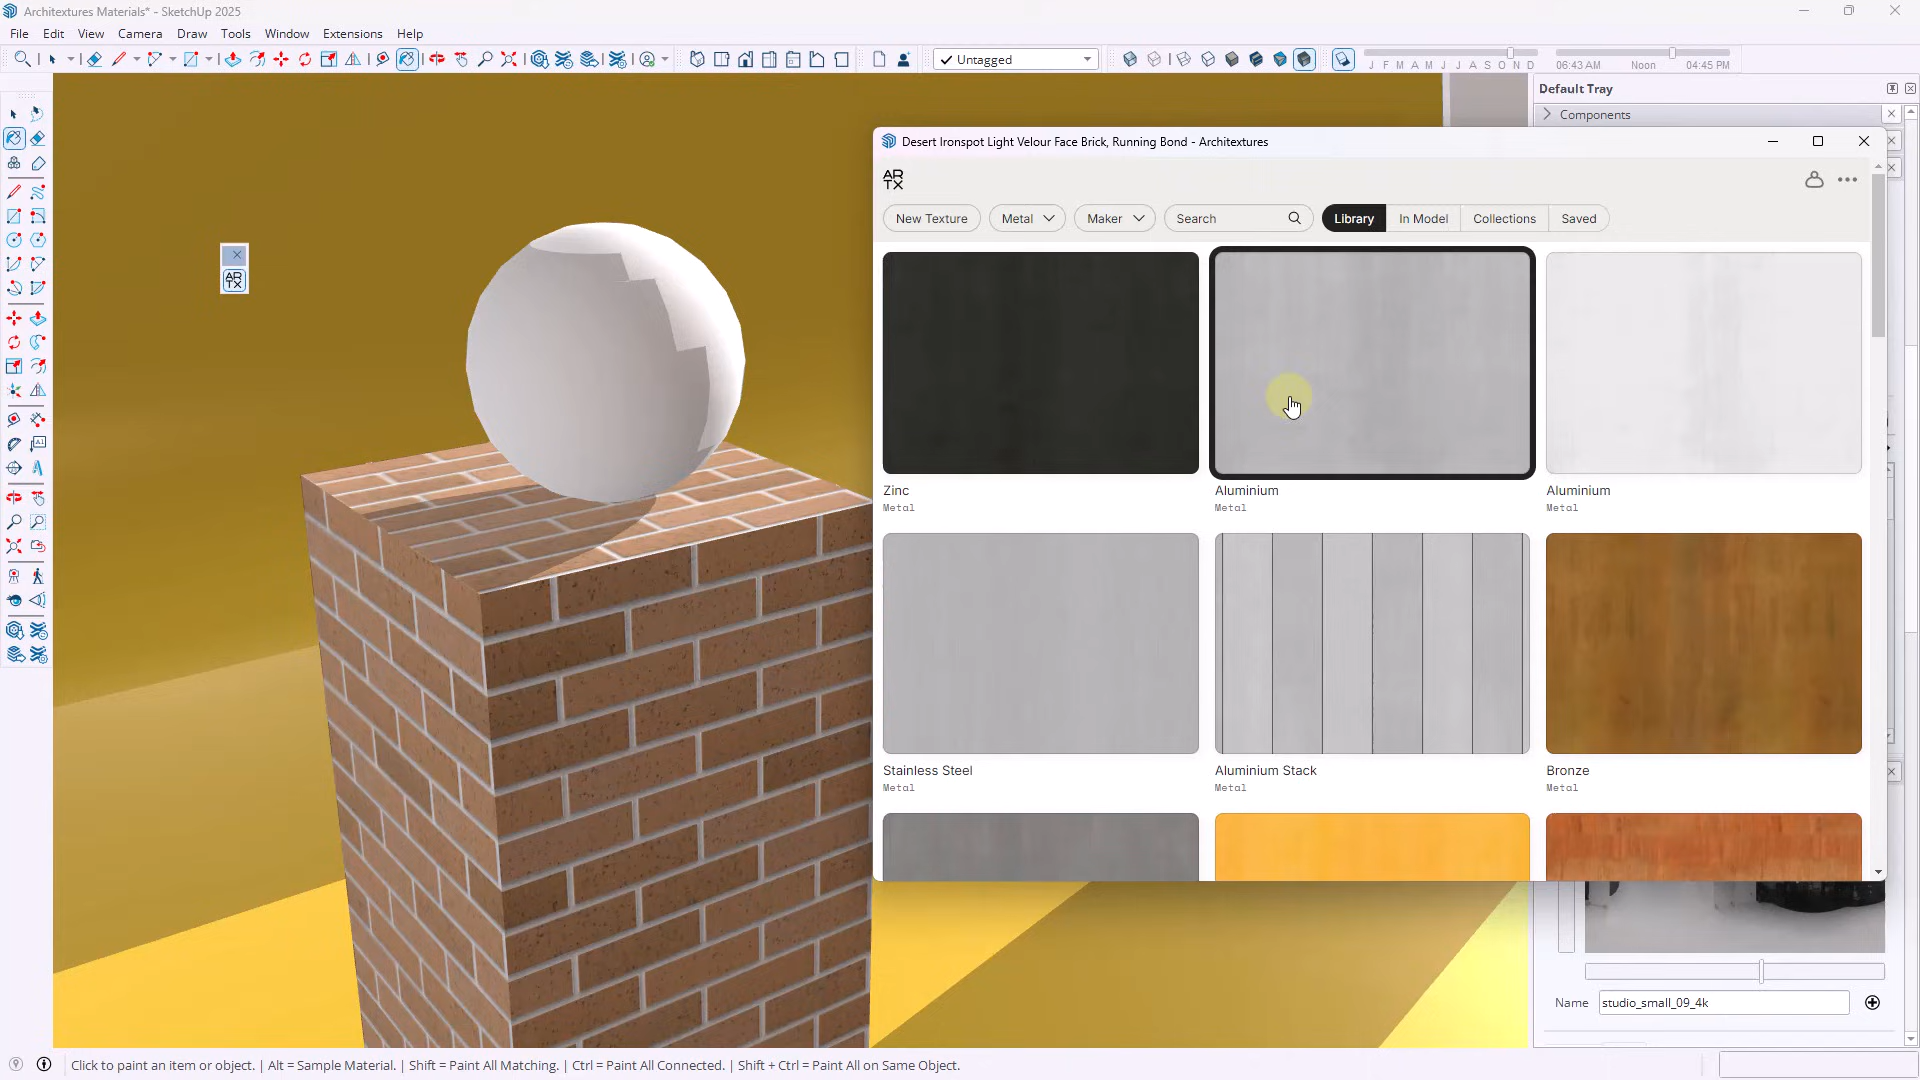 Architextures Materials* - SketchUp 2025
File Edit View Camera Draw Tools Window Extensions Help
Untagged
J F M A M J J A S O N D
06:43 AM Noon 04:45 PM
Default Tray
Components
Desert Ironspot Light Velour Face Brick, Running Bond - Architextures
AR
TX
New Texture Metal Maker Search Library In Model Collections Saved
AR
TX
Zinc
Metal
Aluminium
Metal
Aluminium
Metal
Stainless Steel
Metal
Aluminium Stack
Metal
Bronze
Metal
Name studio_small_09_4k
Click to paint an item or object. | Alt = Sample Material. | Shift = Paint All Matching. | Ctrl = Paint All Connected. | Shift + Ctrl = Paint All on Same Object.